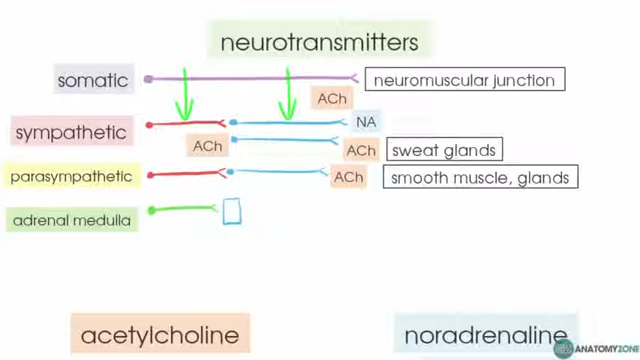 neurotransmitters
somatic
neuromuscular junction
ACh
sympathetic
NA
ACh
ACh
sweat glands
parasympathetic
ACh
smooth muscle, glands
adrenal medulla
acetylcholine
noradrenaline
ANATOMYZONE